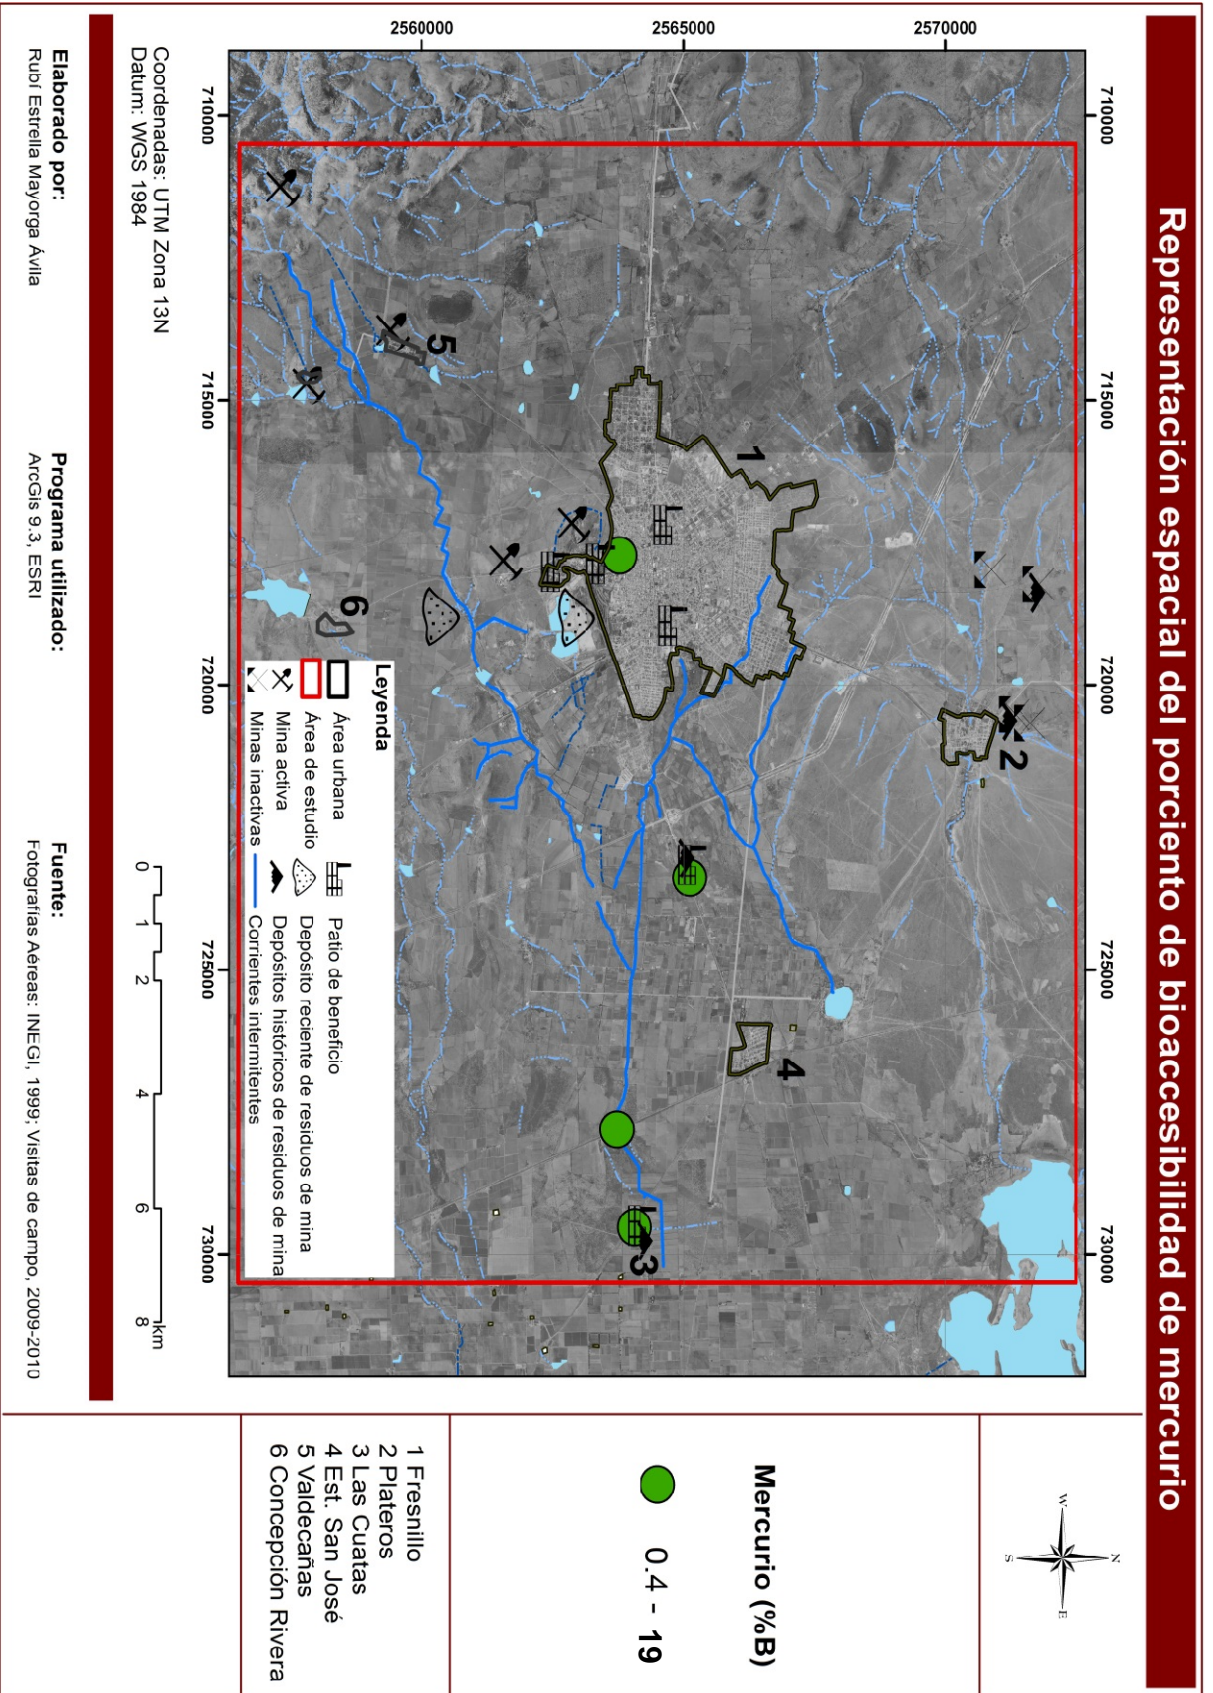 Representación espacial del porciento de bioaccesibilidad de mercurio
710000
715000
720000
725000
730000
2570000
2565000
2560000
710000
715000
720000
725000
730000
1
2
3
4
5
6
Leyenda
Área urbana
Área de estudio
Mina activa
Minas inactivas
Patio de beneficio
Depósito reciente de residuos de mina
Depósitos históricos de residuos de mina
Corrientes intermitentes
N
W
E
S
Mercurio (%B)
0.4 - 19
1 Fresnillo
2 Plateros
3 Las Cuatas
4 Est. San José
5 Valdecañas
6 Concepción Rivera
Coordenadas: UTM Zona 13N
Datum: WGS 1984
0 1 2 4 6 8 km
Elaborado por:
Rubí Estrella Mayorga Ávila
Programa utilizado:
ArcGis 9.3, ESRI
Fuente:
Fotografías Aéreas: INEGI, 1999; Visitas de campo, 2009-2010